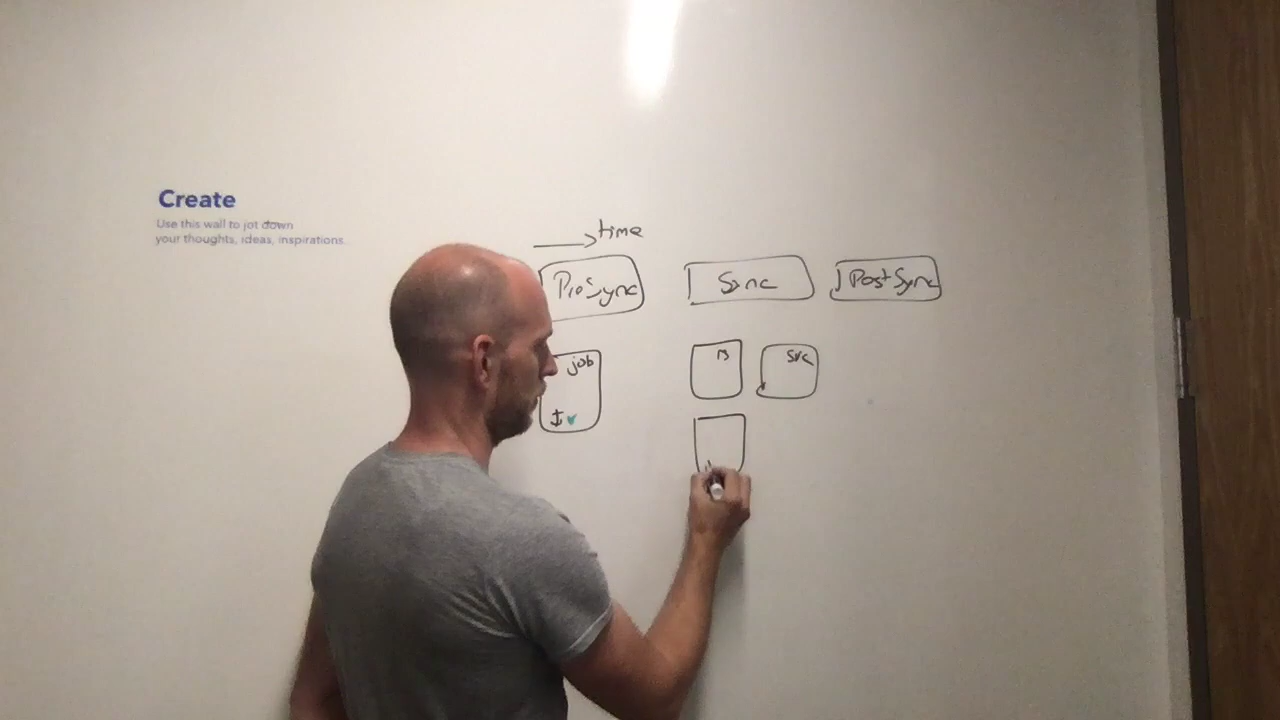 Create
Use this wall to jot down
your thoughts, ideas, inspirations.
time
PreSync
Sync
PostSync
job
svc